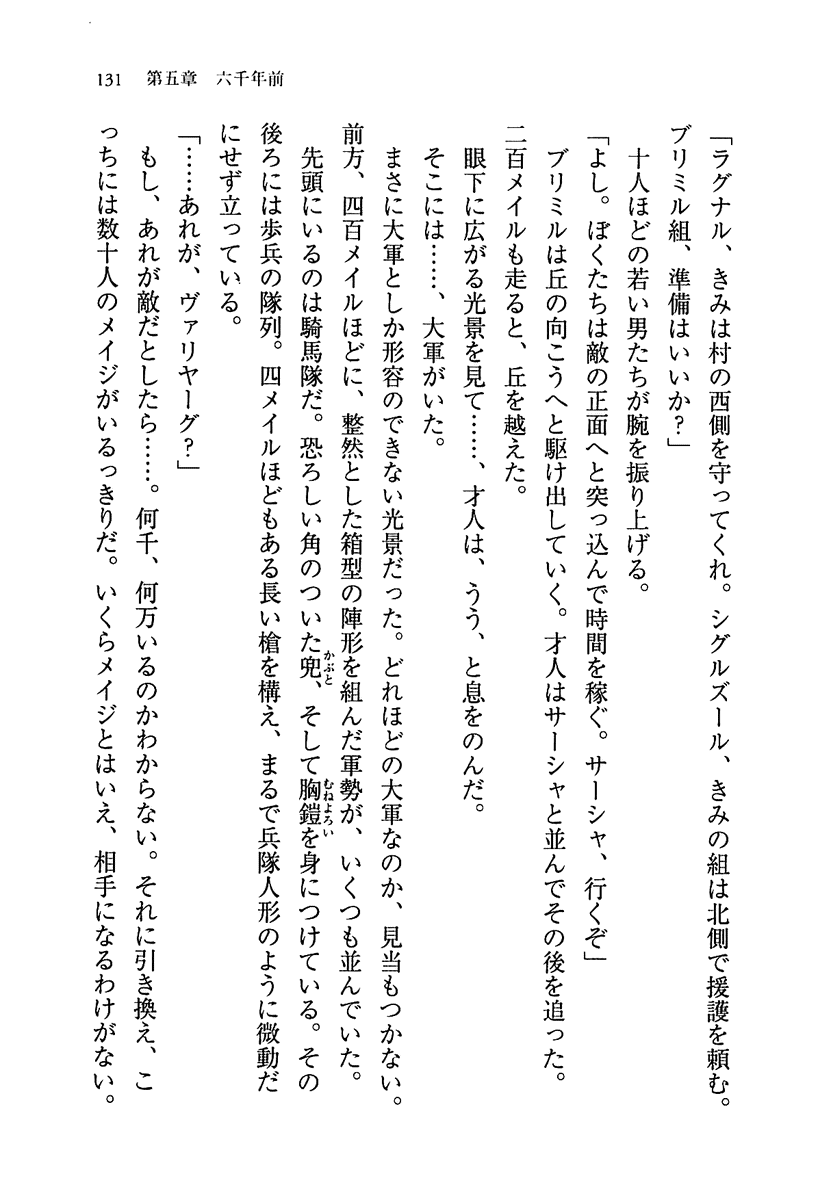 131　第五章　六千年前
「ラグナル、きみは村の西側を守ってくれ。シグルズール、きみの組は北側で援護を頼む。
ブリミル組、準備はいいか？」
十人ほどの若い男たちが腕を振り上げる。
「よし。ぼくたちは敵の正面へと突っ込んで時間を稼ぐ。サーシャ、行くぞ」
ブリミルは丘の向こうへと駆け出していく。才人はサーシャと並んでその後を追った。
二百メイルも走ると、丘を越えた。
眼下に広がる光景を見て……、才人は、うう、と息をのんだ。
そこには……、大軍がいた。
まさに大軍としか形容のできない光景だった。どれほどの大軍なのか、見当もつかない。
前方、四百メイルほどに、整然とした箱型の陣形を組んだ軍勢が、いくつも並んでいた。
先頭にいるのは騎馬隊だ。恐ろしい角のついた兜、そして胸鎧を身につけている。その
かぶと
むねよろい
後ろには歩兵の隊列。四メイルほどもある長い槍を構え、まるで兵隊人形のように微動だ
にせず立っている。
「……あれが、ヴァリヤーグ？」
もし、あれが敵だとしたら……。何千、何万いるのかわからない。それに引き換え、こ
っちには数十人のメイジがいるっきりだ。いくらメイジとはいえ、相手になるわけがない。